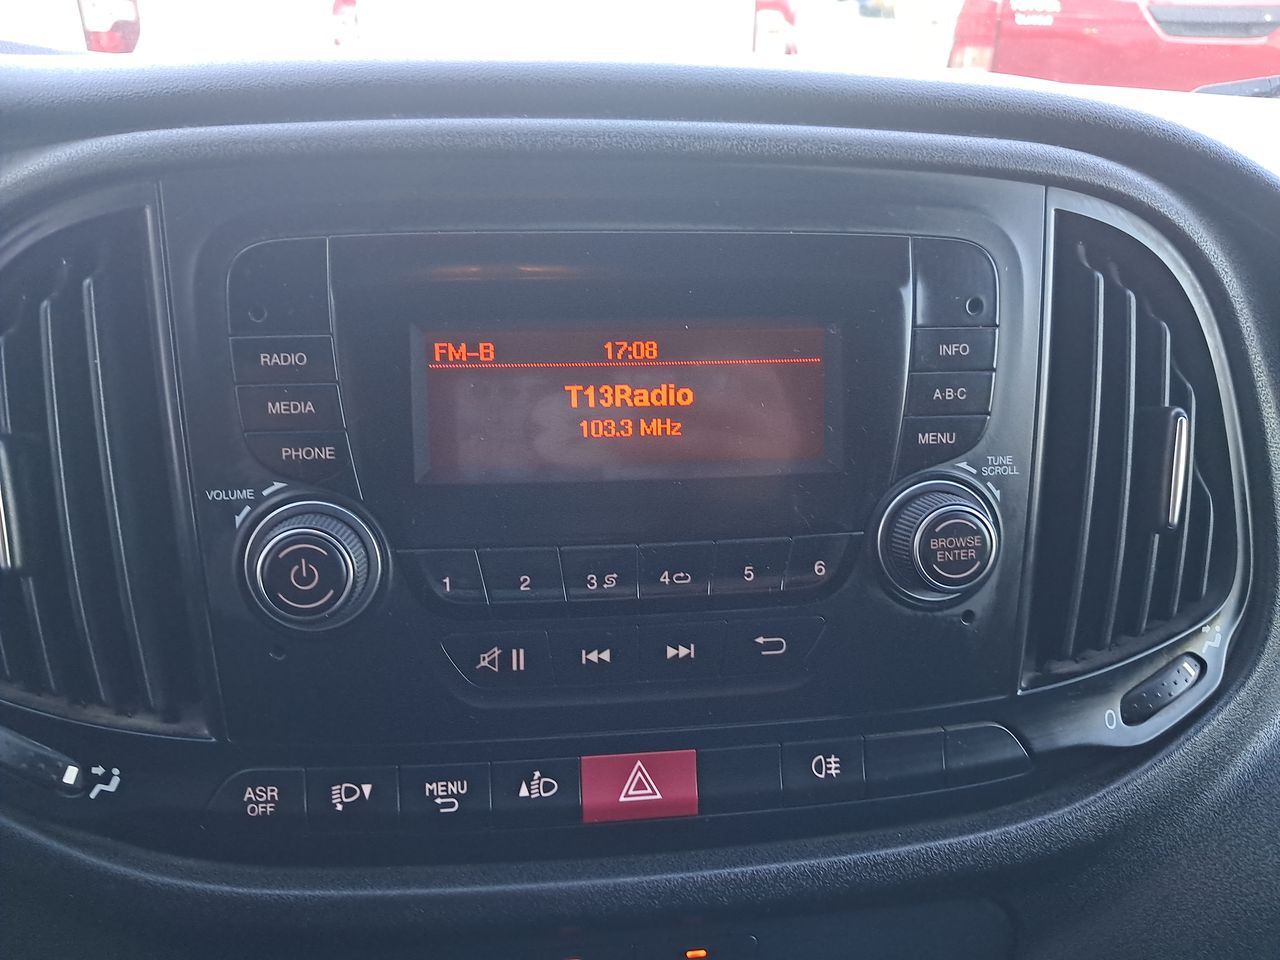 FM-B 17:08
T13Radio
103.3 MHz
RADIO
MEDIA
PHONE
VOLUME
INFO
A·B·C
MENU
TUNE
SCROLL
BROWSE
ENTER
1 2 3 4 5 6
ASR
OFF
MENU
0